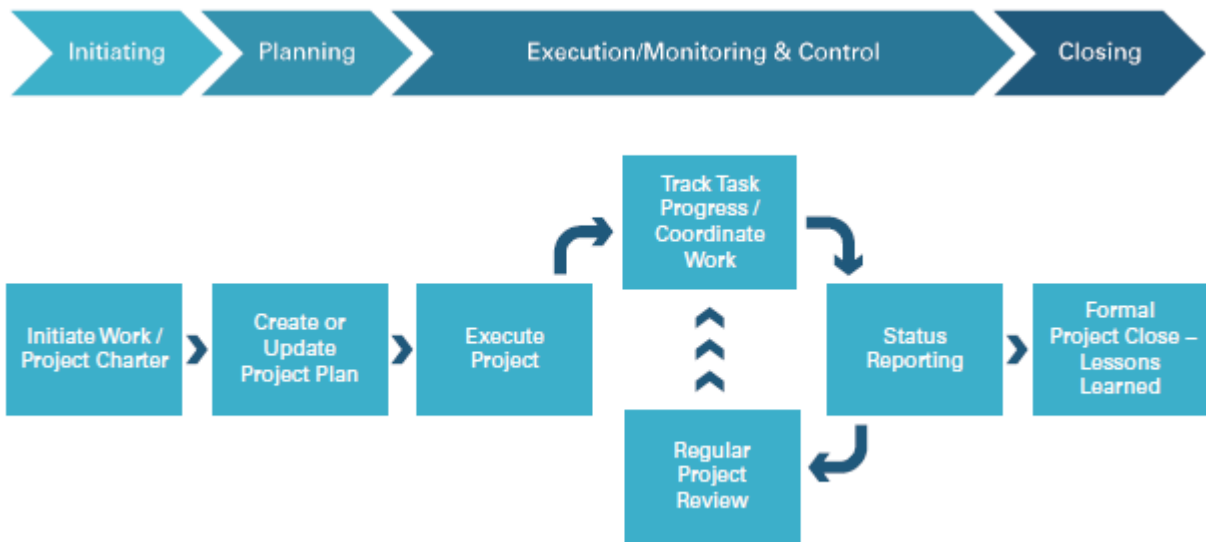 Initiating
Planning
Execution/Monitoring & Control
Closing
Track Task
Progress /
Coordinate
Work
Initiate Work /
Project Charter
Create or
Update
Project Plan
Execute
Project
Status
Reporting
Formal
Project Close –
Lessons
Learned
Regular
Project
Review